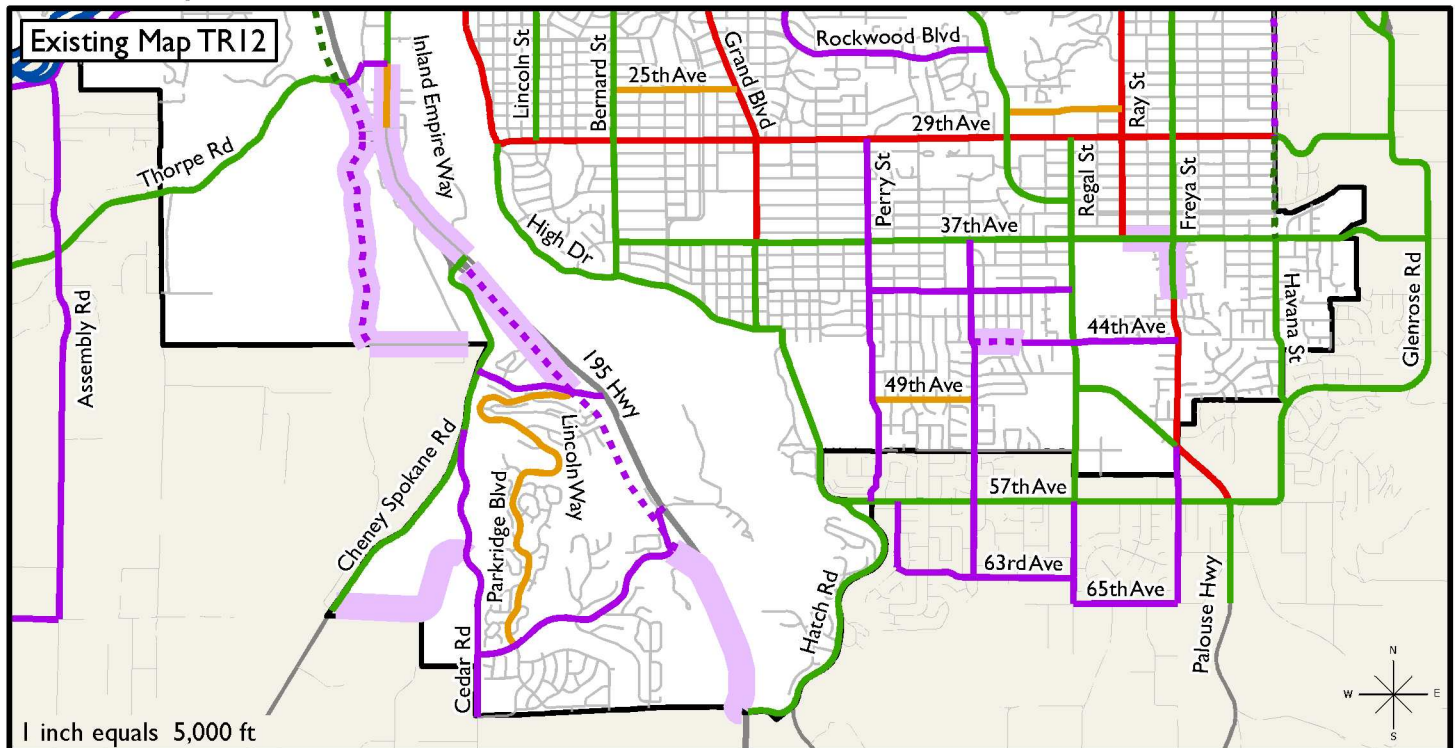 Existing Map TR12
Inland Empire Way
Lincoln St
Bernard St
Grand Blvd
Rockwood Blvd
25th Ave
29th Ave
Ray St
Thorpe Rd
High Dr
Perry St
Regal St
Freya St
37th Ave
Assembly Rd
195 Hwy
44th Ave
Havana St
Glenrose Rd
49th Ave
Cheney Spokane Rd
Lincoln Way
Parkridge Blvd
57th Ave
63rd Ave
65th Ave
Hatch Rd
Palouse Hwy
Cedar Rd
N
W E
S
1 inch equals 5,000 ft